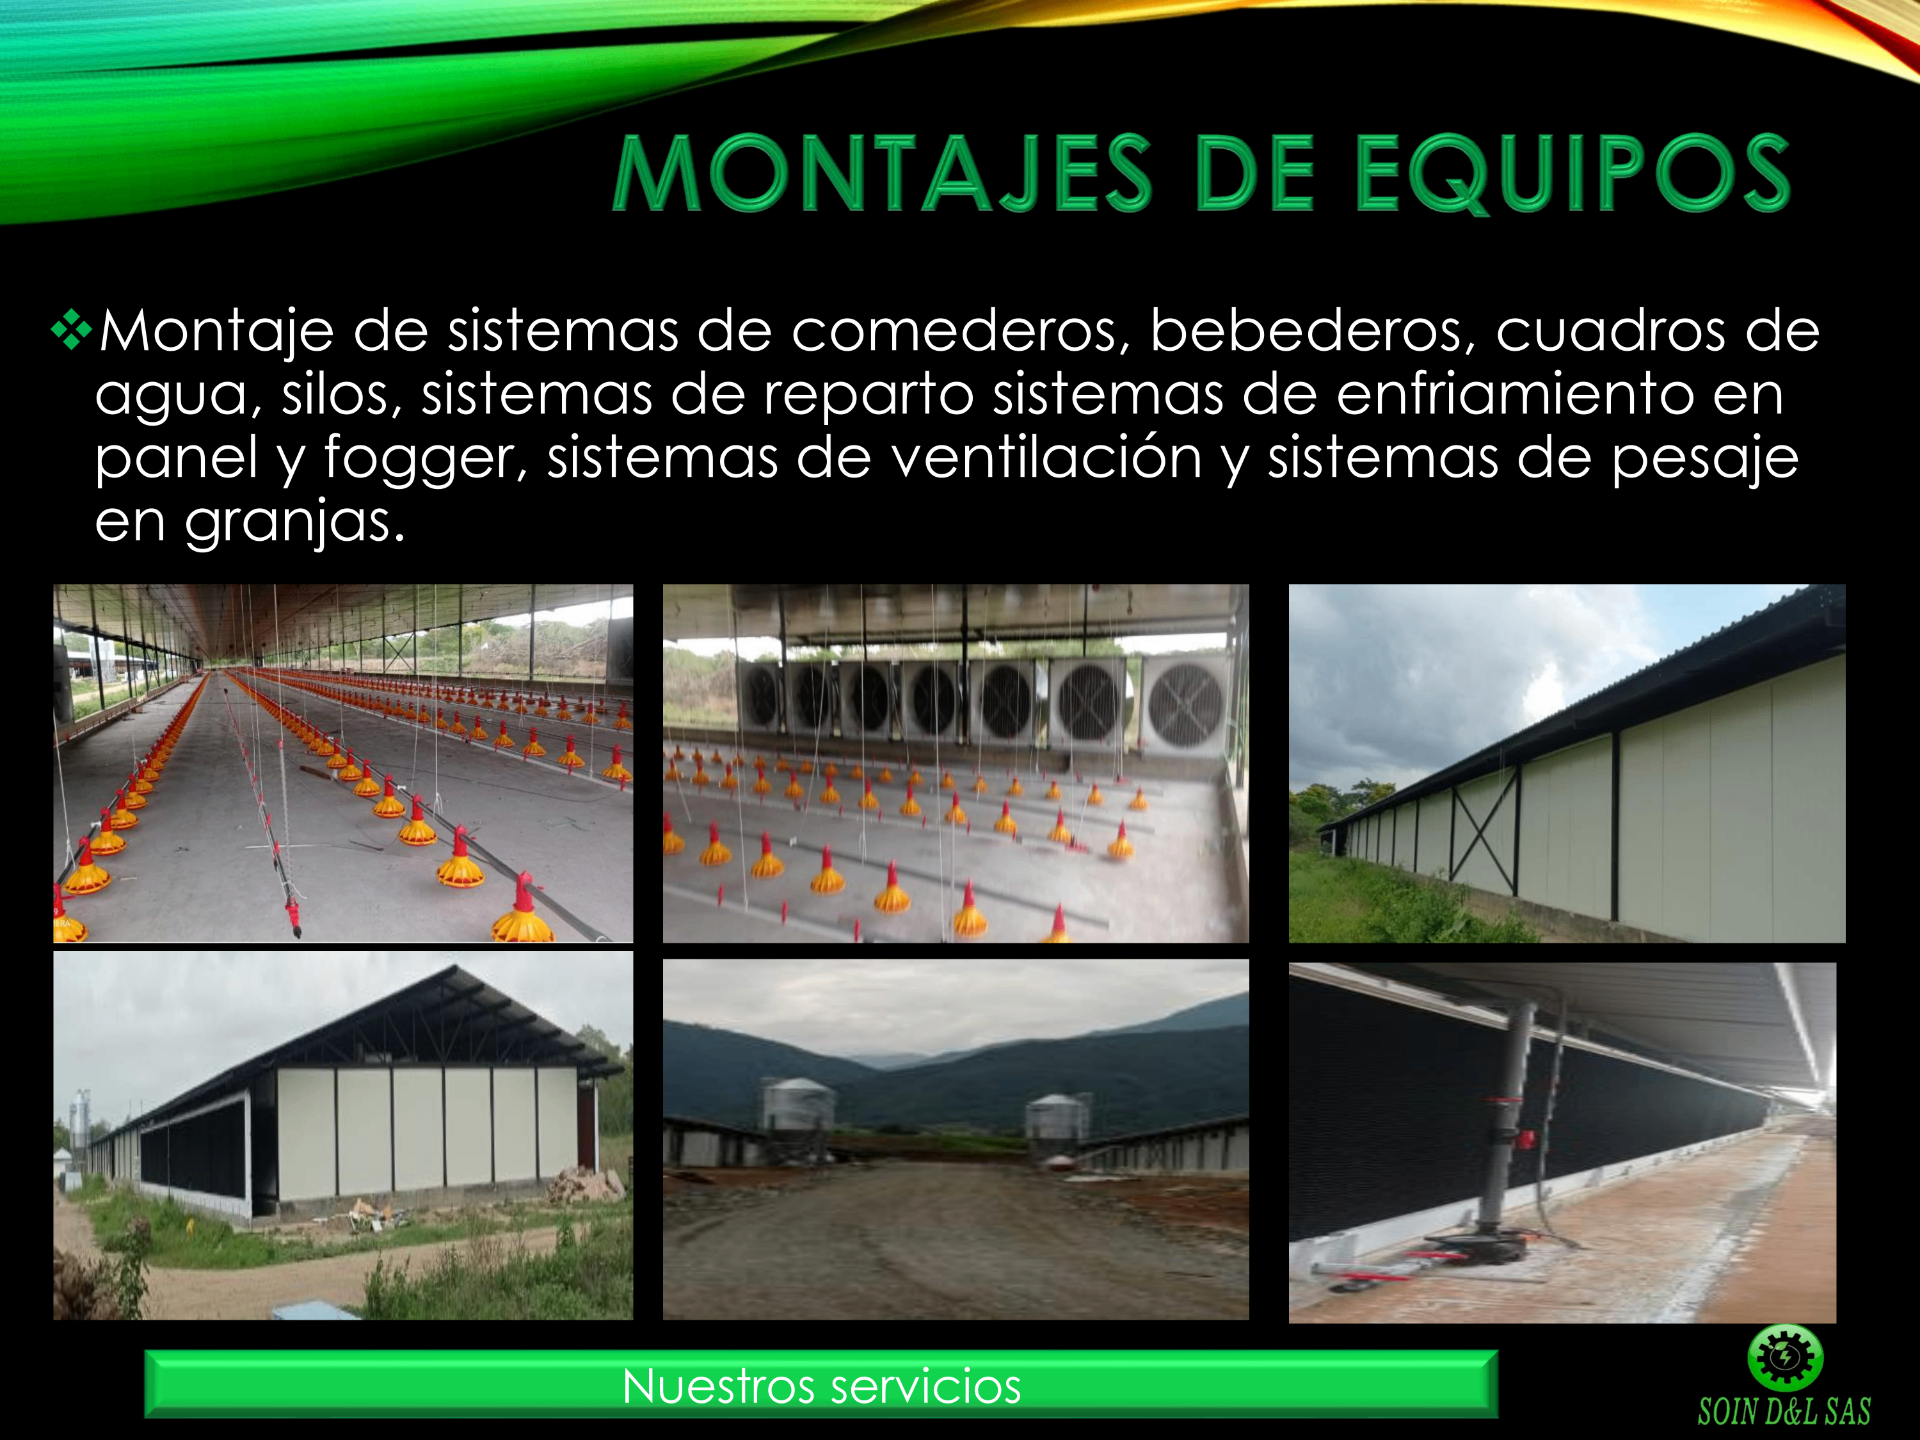 MONTAJES DE EQUIPOS
❖Montaje de sistemas de comederos, bebederos, cuadros de
agua, silos, sistemas de reparto sistemas de enfriamiento en
panel y fogger, sistemas de ventilación y sistemas de pesaje
en granjas.
Nuestros servicios
SOIN D&L SAS